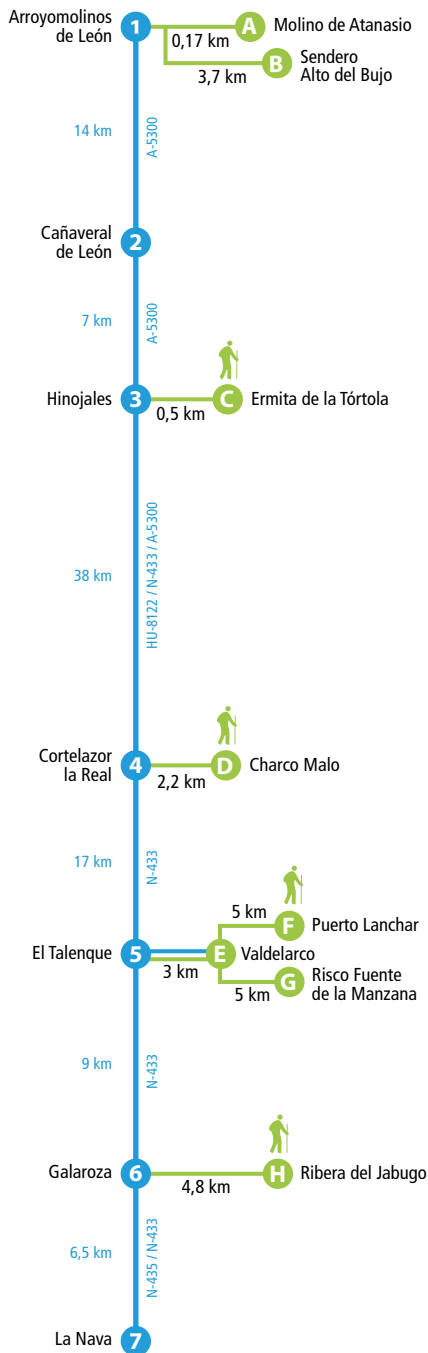 Arroyomolinos
de León
1
A
Molino de Atanasio
0,17 km
B
Sendero
Alto del Bujo
3,7 km
14 km
A-5300
Cañaveral
de León
2
7 km
A-5300
Hinojales
3
C
Ermita de la Tórtola
0,5 km
38 km
HU-8122 / N-433 / A-5300
Cortelazor
la Real
4
D
Charco Malo
2,2 km
17 km
N-433
5 km
F
Puerto Lanchar
El Talenque
5
E
Valdelarco
3 km
G
Risco Fuente
de la Manzana
5 km
9 km
N-433
Galaroza
6
H
Ribera del Jabugo
4,8 km
6,5 km
N-435 / N-433
La Nava
7